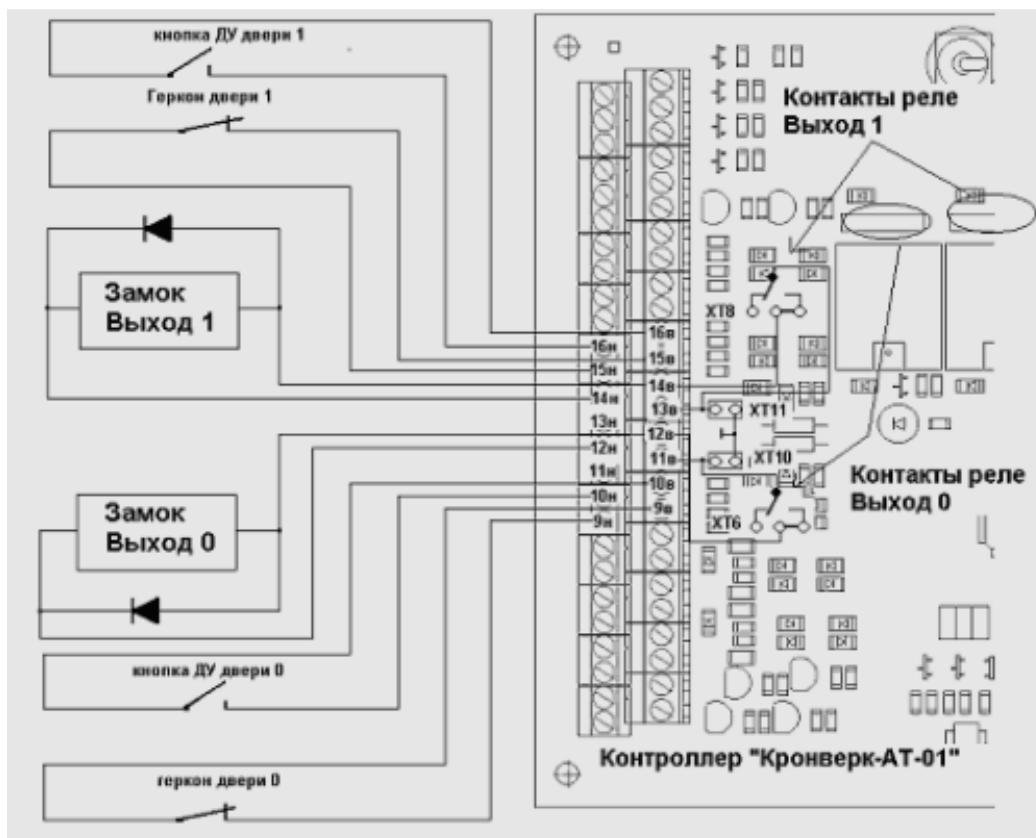 кнопка ДУ двери 1
Геркон двери 1
Замок
Выход 1
Контакты реле
Выход 1
XT8
16в
16н
15в
15н
14в
14н
13в
XT11
13н
12в
12н
11в
XT10
11н
10в
10н
9в
9н
XT6
Контакты реле
Выход 0
Замок
Выход 0
кнопка ДУ двери 0
геркон двери 0
Контроллер "Кронверк-АТ-01"